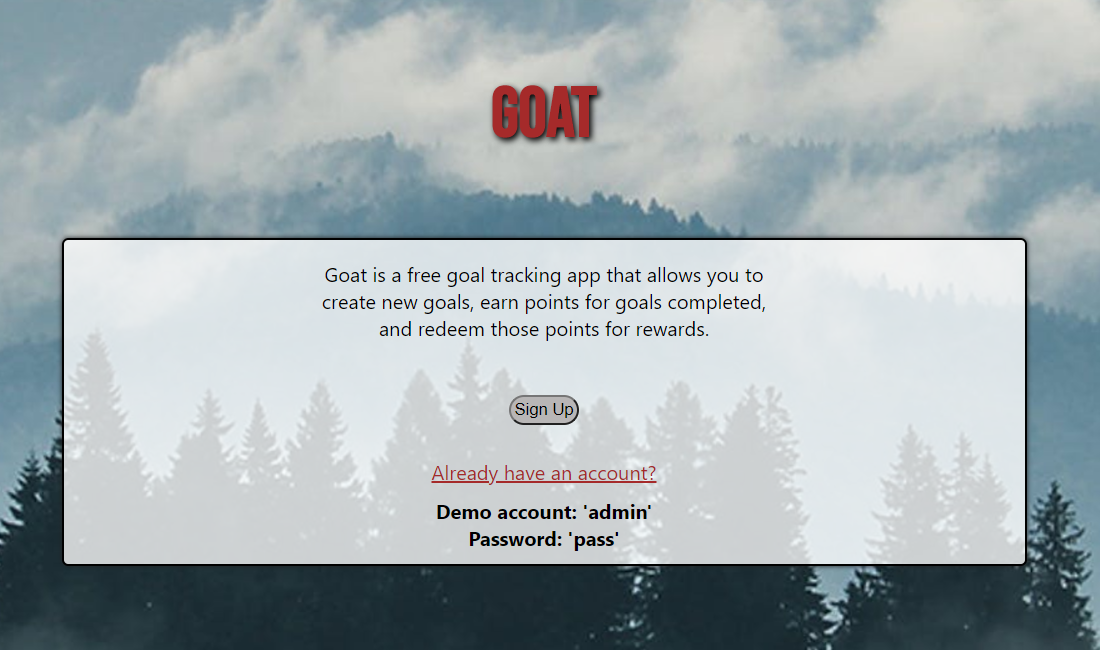 GOAT
Goat is a free goal tracking app that allows you to
create new goals, earn points for goals completed,
and redeem those points for rewards.
Sign Up
Already have an account?
Demo account: 'admin'
Password: 'pass'